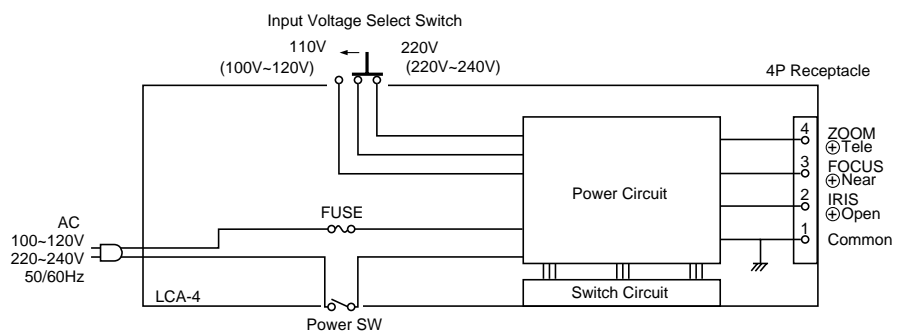 Input Voltage Select Switch
110V 220V
(100V~120V) (220V~240V)
4P Receptacle
4 ZOOM
⊕Tele
3 FOCUS
⊕Near
Power Circuit
2 IRIS
⊕Open
FUSE
1 Common
AC
100~120V
220~240V
50/60Hz
LCA-4
Switch Circuit
Power SW